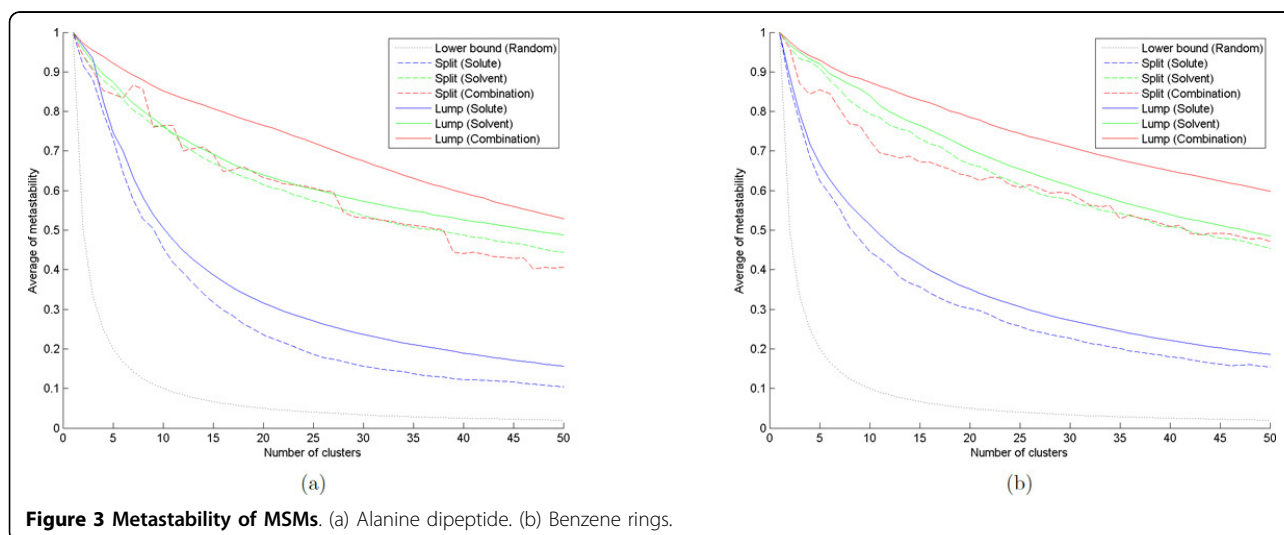 1
0.9
0.8
0.7
0.6
0.5
0.4
0.3
0.2
0.1
0
Average of metastability
Lower bound (Random)
Split (Solute)
Split (Solvent)
Split (Combination)
Lump (Solute)
Lump (Solvent)
Lump (Combination)
0 5 10 15 20 25 30 35 40 45 50
Number of clusters
(a)
1
0.9
0.8
0.7
0.6
0.5
0.4
0.3
0.2
0.1
0
Average of metastability
Lower bound (Random)
Split (Solute)
Split (Solvent)
Split (Combination)
Lump (Solute)
Lump (Solvent)
Lump (Combination)
0 5 10 15 20 25 30 35 40 45 50
Number of clusters
(b)
Figure 3 Metastability of MSMs. (a) Alanine dipeptide. (b) Benzene rings.